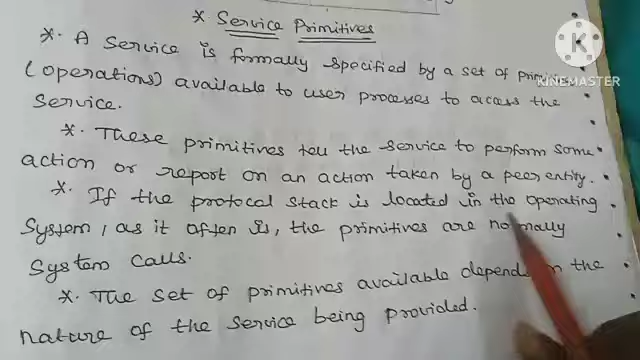 * Service Primitives
*. A Service is formally specified by a set of
(operations) available to user processes to acess the
service.
*. These primitives tell the service to perform some
action or report on an action taken by a peer entity.
*. If the protocal stack is located in the operating
System, as it often is, the primitives are normally
System calls.
*. The set of primitives available depends the
nature of the service being provided.
KINEMASTER